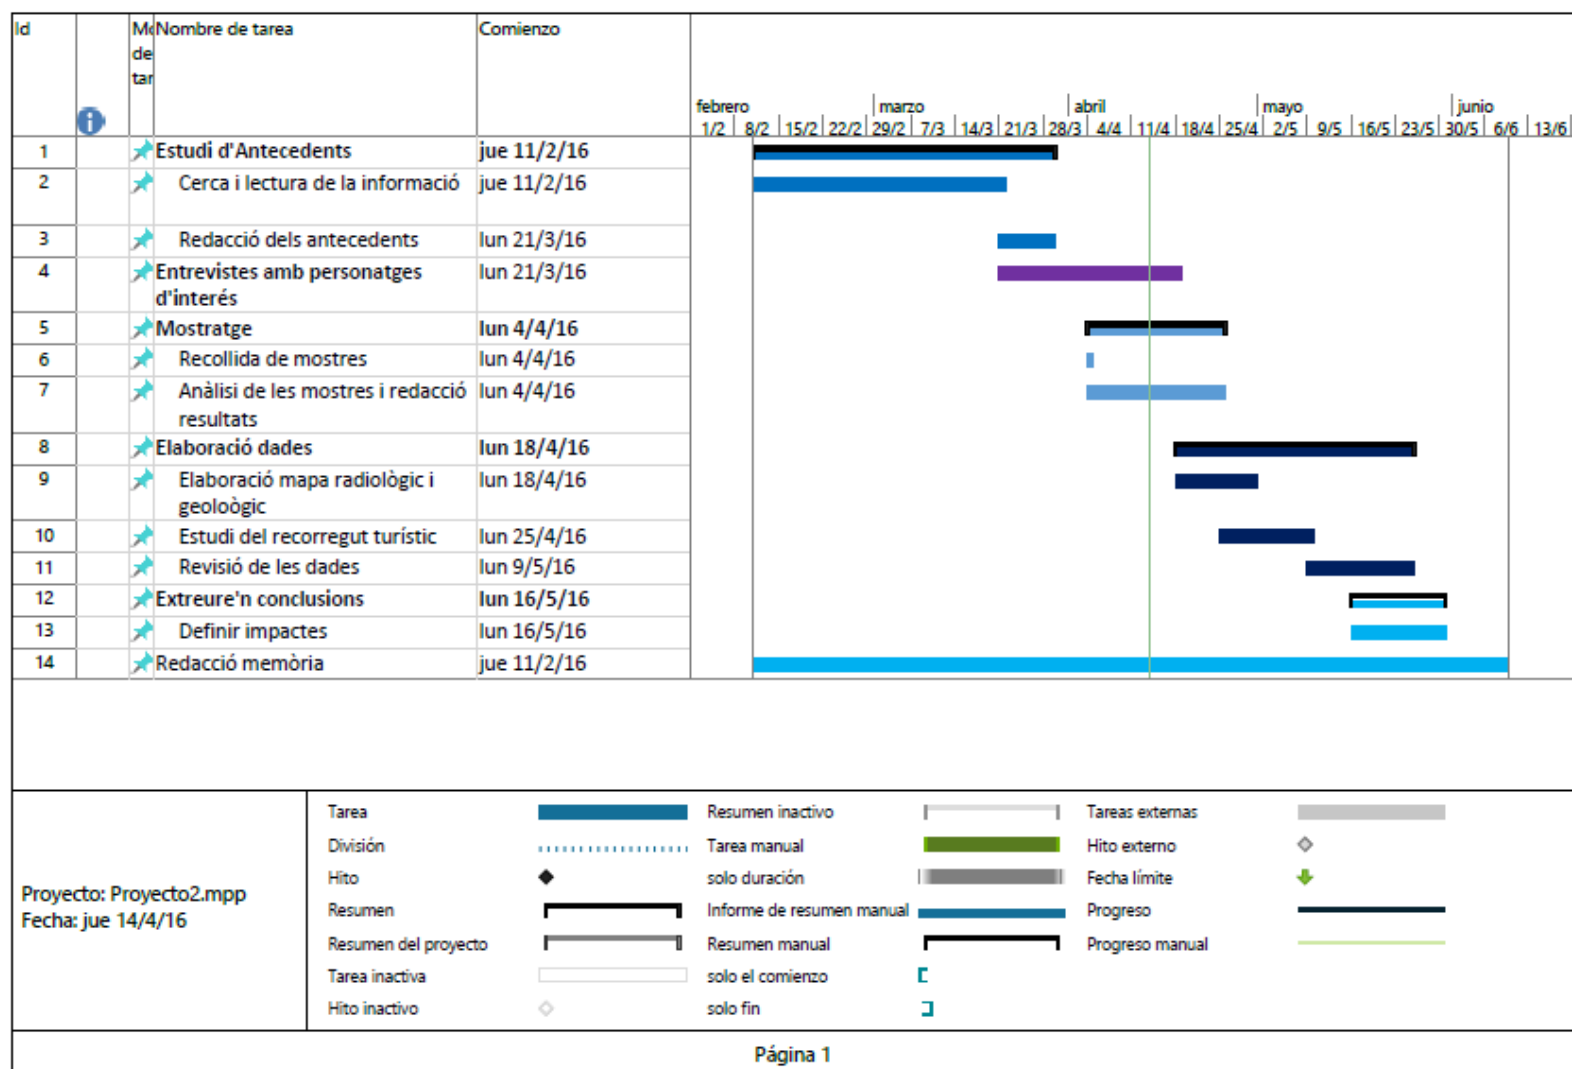 Id Mo Nombre de tarea Comienzo
de
tar
febrero marzo abril mayo junio
1/2 8/2 15/2 22/2 29/2 7/3 14/3 21/3 28/3 4/4 11/4 18/4 25/4 2/5 9/5 16/5 23/5 30/5 6/6 13/6
1 Estudi d'Antecedents jue 11/2/16
2 Cerca i lectura de la informació jue 11/2/16
3 Redacció dels antecedents lun 21/3/16
4 Entrevistes amb personatges lun 21/3/16
d'interés
5 Mostratge lun 4/4/16
6 Recollida de mostres lun 4/4/16
7 Anàlisi de les mostres i redacció lun 4/4/16
resultats
8 Elaboració dades lun 18/4/16
9 Elaboració mapa radiològic i lun 18/4/16
geoloògic
10 Estudi del recorregut turístic lun 25/4/16
11 Revisió de les dades lun 9/5/16
12 Extreure'n conclusions lun 16/5/16
13 Definir impactes lun 16/5/16
14 Redacció memòria jue 11/2/16
Proyecto: Proyecto2.mpp
Fecha: jue 14/4/16
Tarea Resumen inactivo Tareas externas
División Tarea manual Hito externo
Hito solo duración Fecha límite
Resumen Informe de resumen manual Progreso
Resumen del proyecto Resumen manual Progreso manual
Tarea inactiva solo el comienzo
Hito inactivo solo fin
Página 1